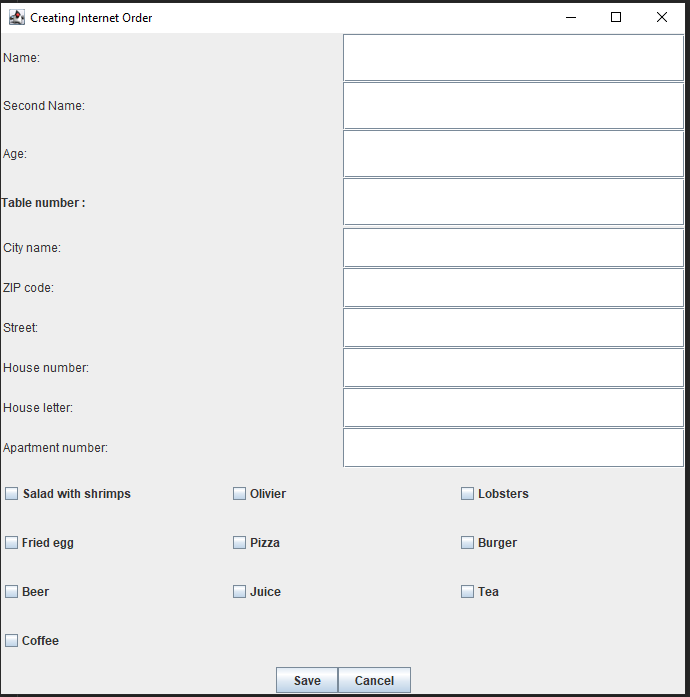 Creating Internet Order
Name:
Second Name:
Age:
Table number :
City name:
ZIP code:
Street:
House number:
House letter:
Apartment number:
Salad with shrimps Olivier Lobsters
Fried egg Pizza Burger
Beer Juice Tea
Coffee
Save Cancel